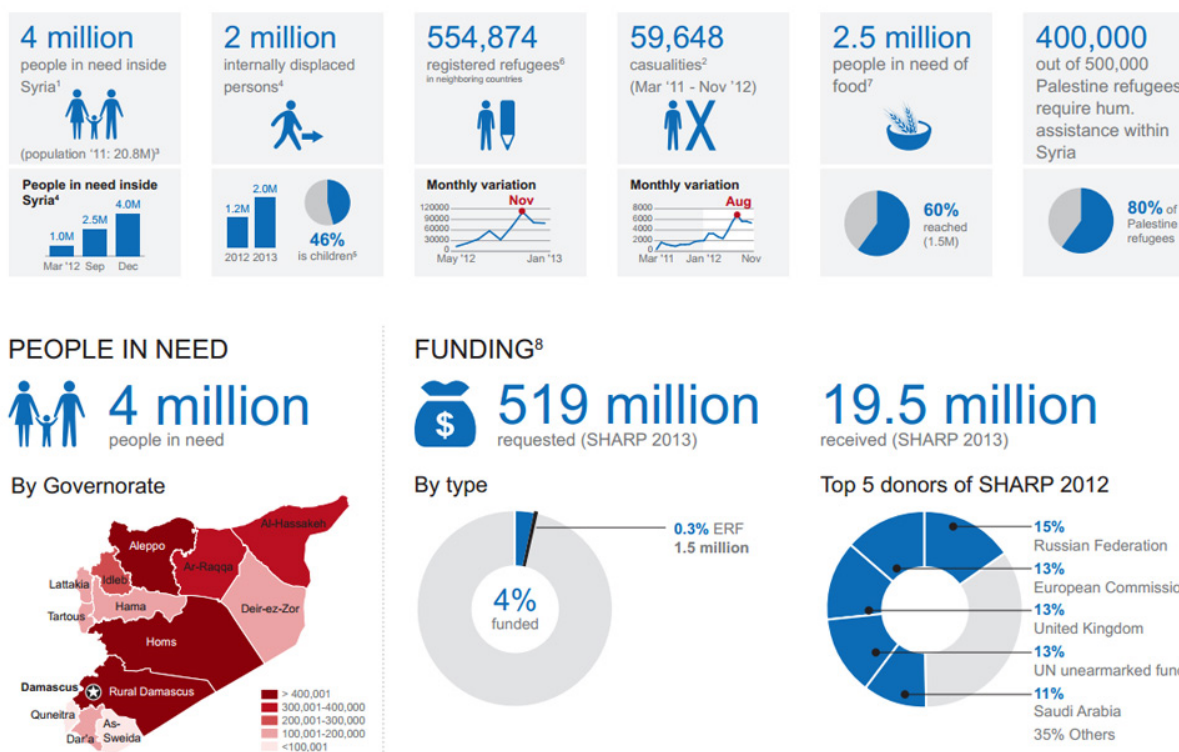 4 million
people in need inside
Syria¹
(population '11: 20.8M)³
2 million
internally displaced
persons⁴
554,874
registered refugees⁶
in neighboring countries
59,648
casualities²
(Mar '11 - Nov '12)
2.5 million
people in need of
food⁷
400,000
out of 500,000
Palestine refugees
require hum.
assistance within
Syria
People in need inside
Syria⁴
4.0M
2.5M
1.0M
Mar '12 Sep Dec
2.0M
1.2M
2012 2013
46%
is children⁵
Monthly variation
Nov
120000
90000
60000
30000
0
May '12 Jan '13
Monthly variation
Aug
8000
6000
4000
2000
0
Mar '11 Jan '12 Nov
60%
reached
(1.5M)
80% of
Palestine
refugees
PEOPLE IN NEED
4 million
people in need
By Governorate
Al-Hassakeh
Aleppo
Ar-Raqqa
Idleb
Lattakia
Hama
Deir-ez-Zor
Tartous
Homs
Damascus
Rural Damascus
Quneitra
As-
Sweida
Dar'a
> 400,001
300,001-400,000
200,001-300,000
100,001-200,000
<100,001
FUNDING⁸
$
519 million
requested (SHARP 2013)
19.5 million
received (SHARP 2013)
By type
0.3% ERF
1.5 million
4%
funded
Top 5 donors of SHARP 2012
15%
Russian Federation
13%
European Commissio
13%
United Kingdom
13%
UN unearmarked fund
11%
Saudi Arabia
35% Others